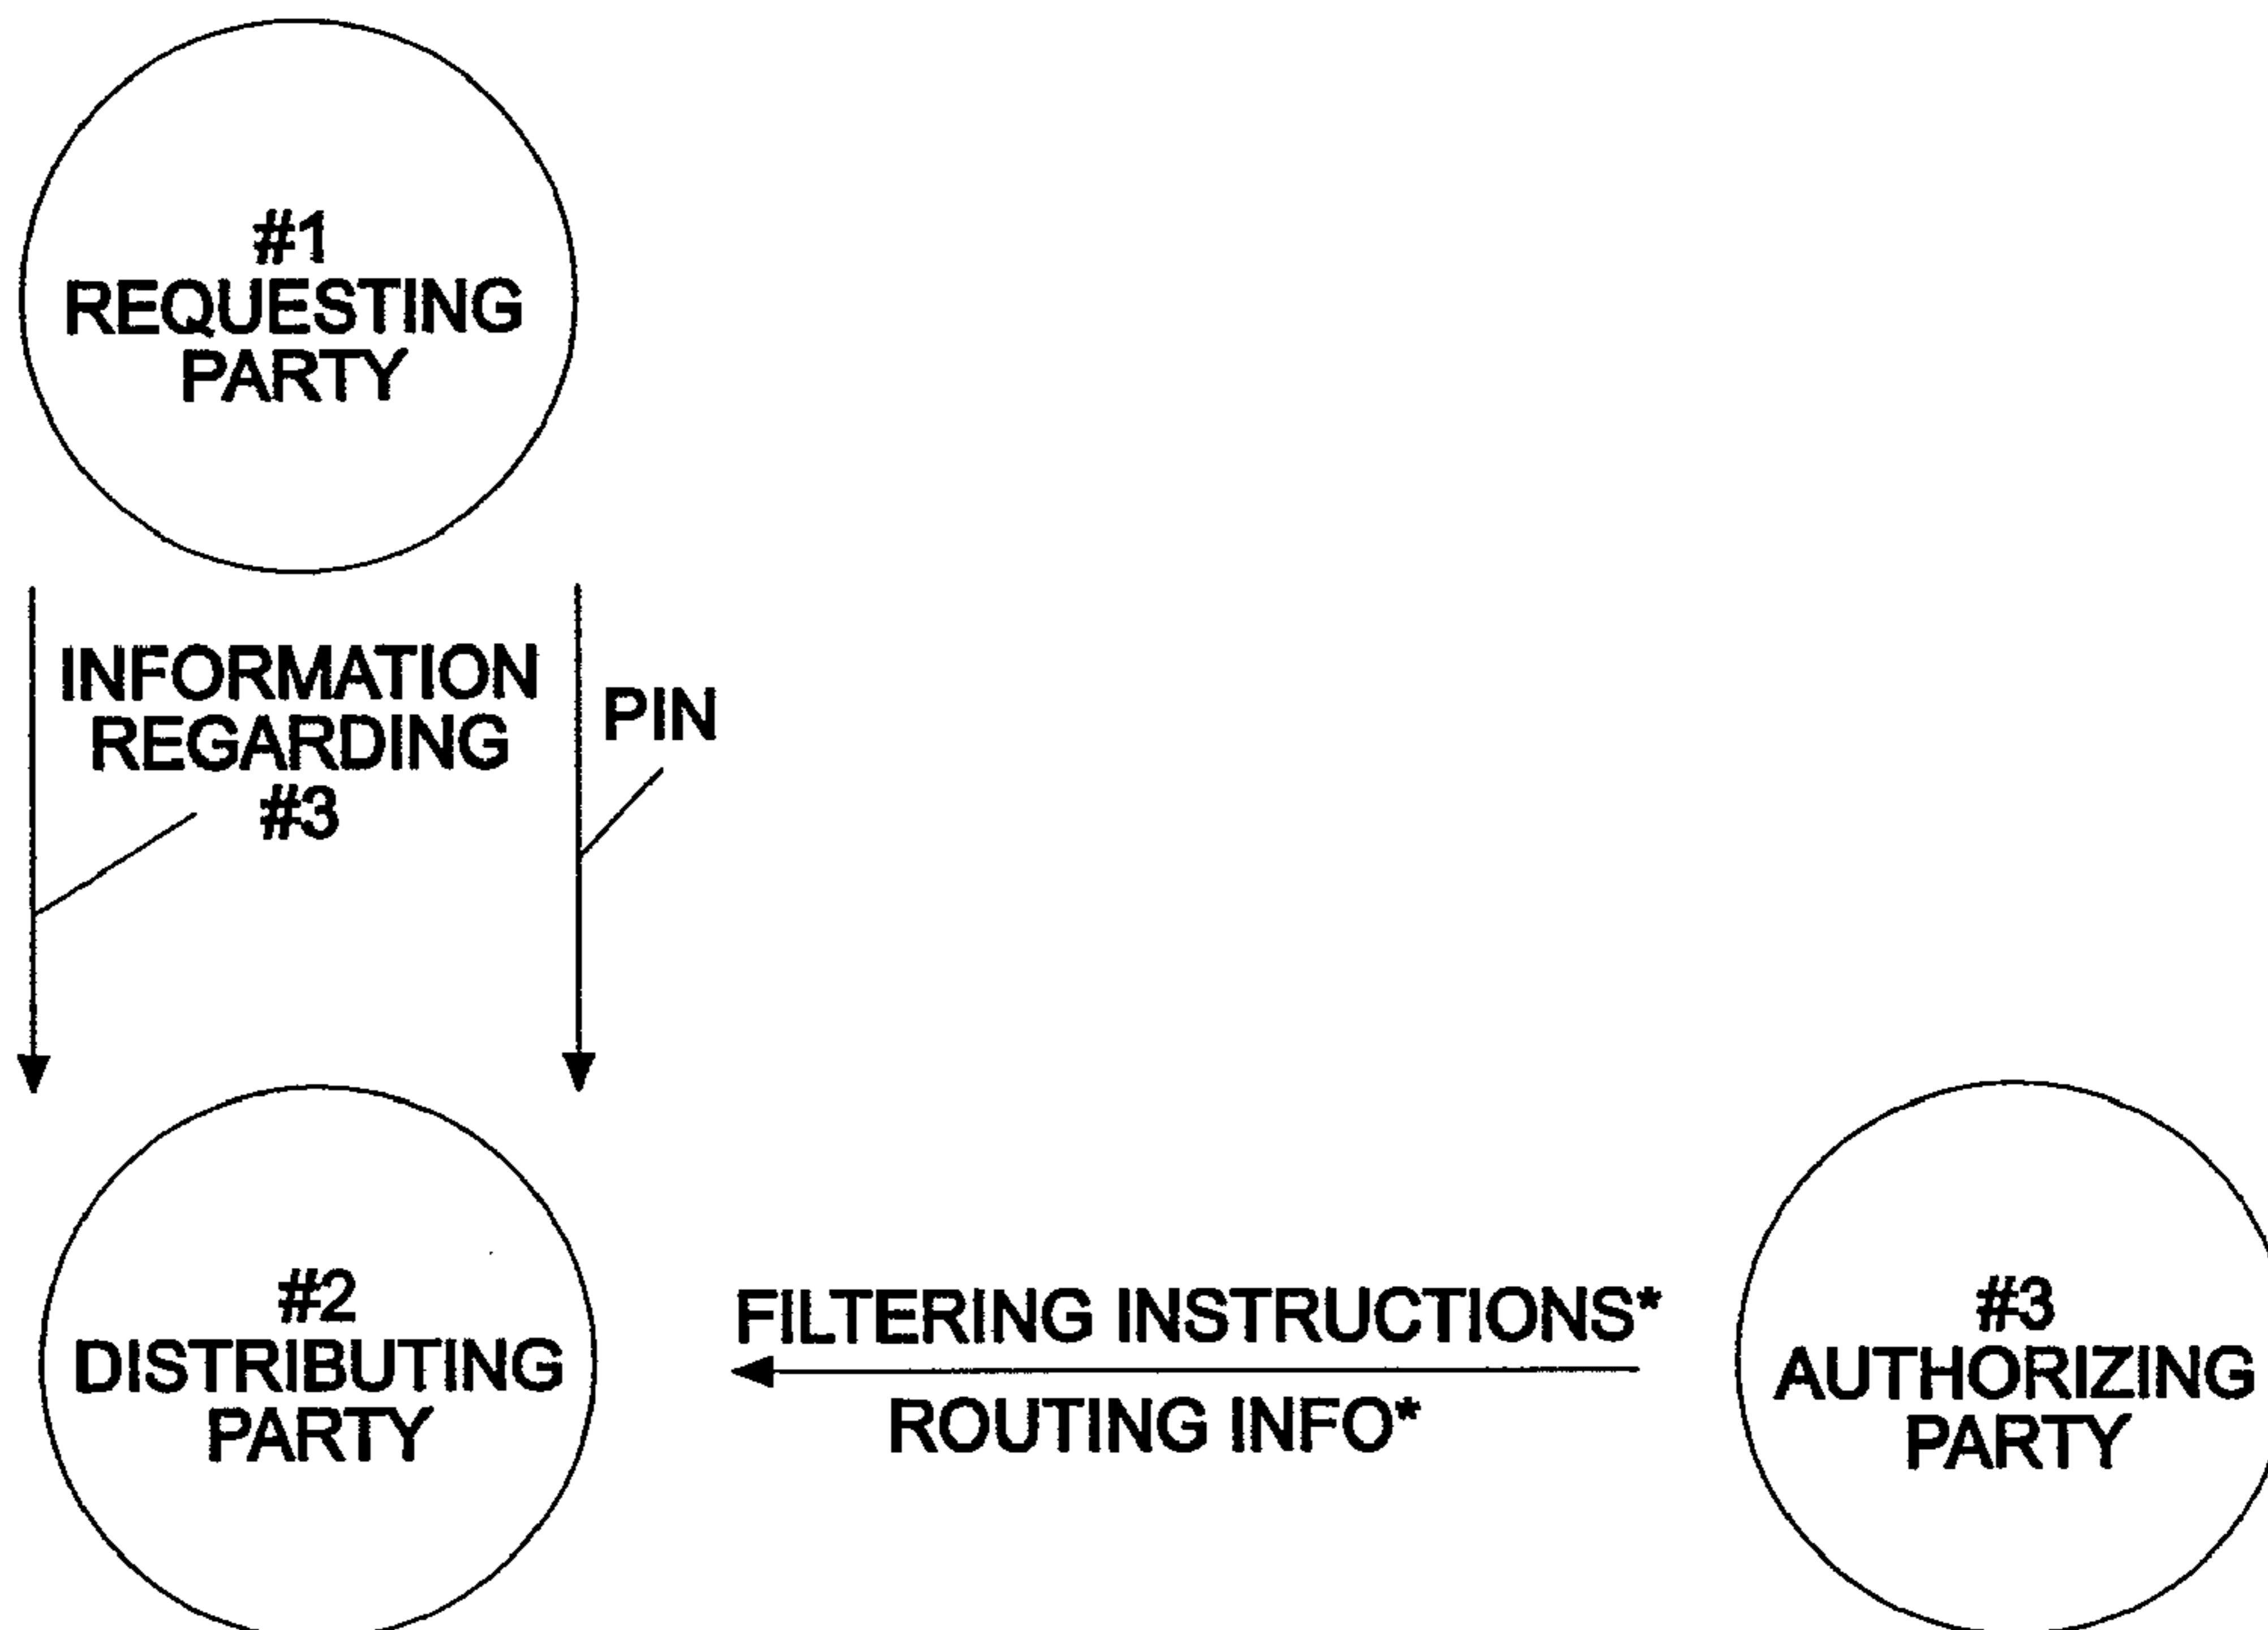 #1
REQUESTING
PARTY
INFORMATION
REGARDING
#3
PIN
#2
DISTRIBUTING
PARTY
FILTERING INSTRUCTIONS*
ROUTING INFO*
#3
AUTHORIZING
PARTY